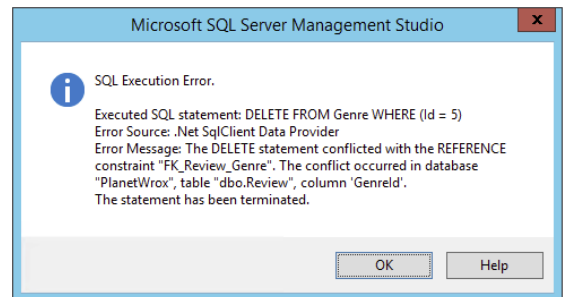 Microsoft SQL Server Management Studio
x
SQL Execution Error.
Executed SQL statement: DELETE FROM Genre WHERE (Id = 5)
Error Source: .Net SqlClient Data Provider
Error Message: The DELETE statement conflicted with the REFERENCE
constraint "FK_Review_Genre". The conflict occurred in database
"PlanetWrox", table "dbo.Review", column 'GenreId'.
The statement has been terminated.
OK Help